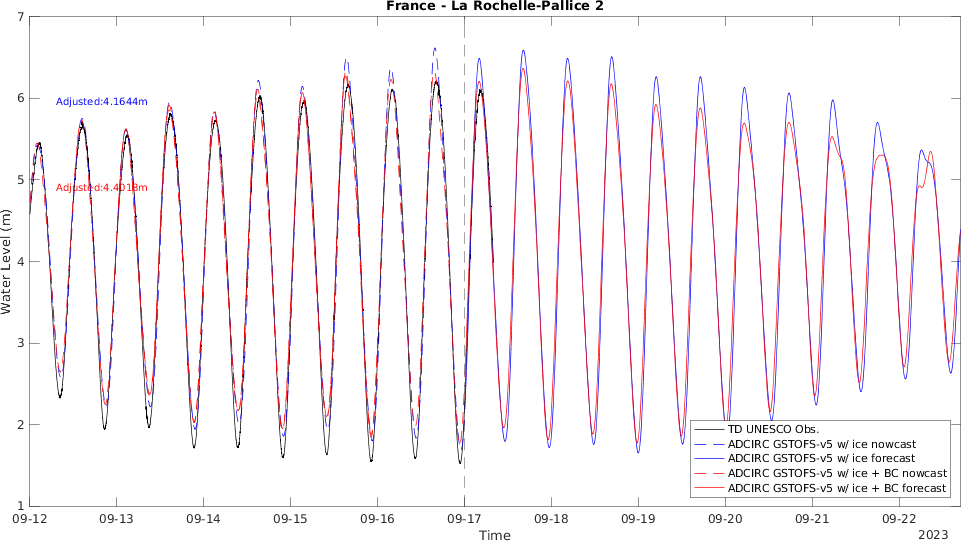 France - La Rochelle-Pallice 2
7
6
5
4
3
2
1
Water Level (m)
Adjusted:4.1644m
Adjusted:4.4018m
TD UNESCO Obs.
ADCIRC GSTOFS-v5 w/ ice nowcast
ADCIRC GSTOFS-v5 w/ ice forecast
ADCIRC GSTOFS-v5 w/ ice + BC nowcast
ADCIRC GSTOFS-v5 w/ ice + BC forecast
09-12 09-13 09-14 09-15 09-16 09-17 09-18 09-19 09-20 09-21 09-22
Time
2023